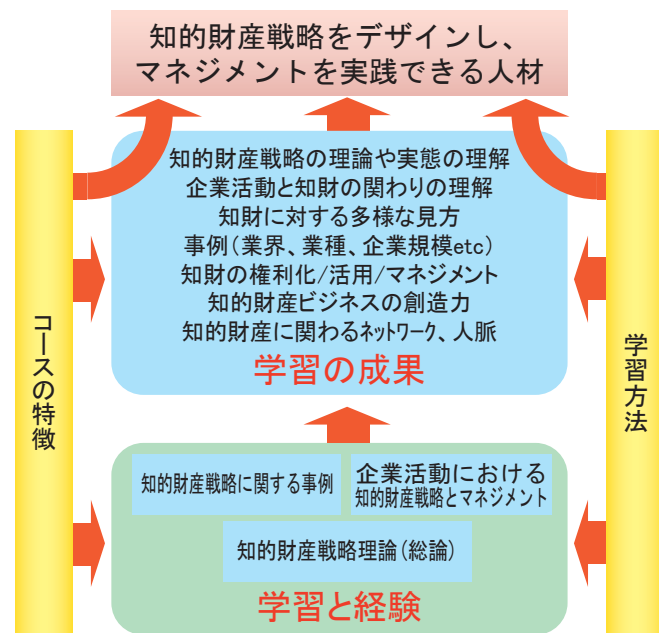 知的財産戦略をデザインし、
マネジメントを実践できる人材
コースの特徴
知的財産戦略の理論や実態の理解
企業活動と知財の関わりの理解
知財に対する多様な見方
事例(業界、業種、企業規模etc)
知財の権利化/活用/マネジメント
知的財産ビジネスの創造力
知的財産に関わるネットワーク、人脈
学習の成果
学習方法
知的財産戦略に関する事例
企業活動における
知的財産戦略とマネジメント
知的財産戦略理論(総論)
学習と経験